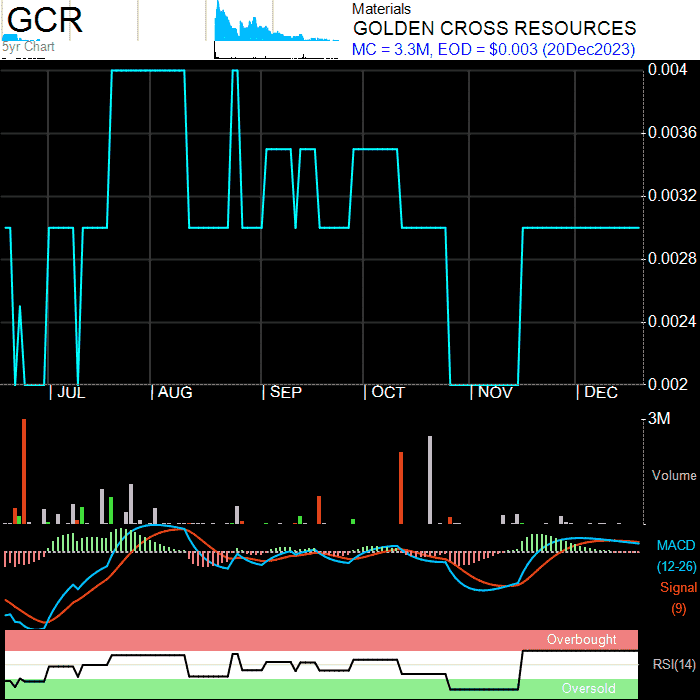 GCR
5yr Chart
Materials
GOLDEN CROSS RESOURCES
MC = 3.3M, EOD = $0.003 (20Dec2023)
0.004
0.0036
0.0032
0.0028
0.0024
0.002
JUL AUG SEP OCT NOV DEC
3M
Volume
MACD
(12-26)
Signal
(9)
Overbought
RSI(14)
Oversold